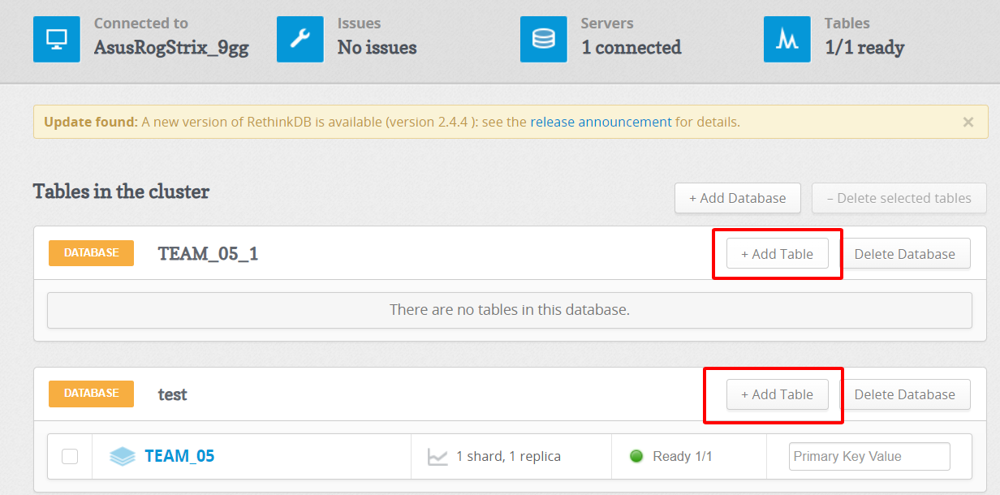 Connected to
AsusRogStrix_9gg
Issues
No issues
Servers
1 connected
Tables
1/1 ready
Update found: A new version of RethinkDB is available (version 2.4.4 ): see the release announcement for details. ×
Tables in the cluster
+ Add Database
– Delete selected tables
DATABASE
TEAM_05_1
+ Add Table
Delete Database
There are no tables in this database.
DATABASE
test
+ Add Table
Delete Database
TEAM_05
1 shard, 1 replica
Ready 1/1
Primary Key Value